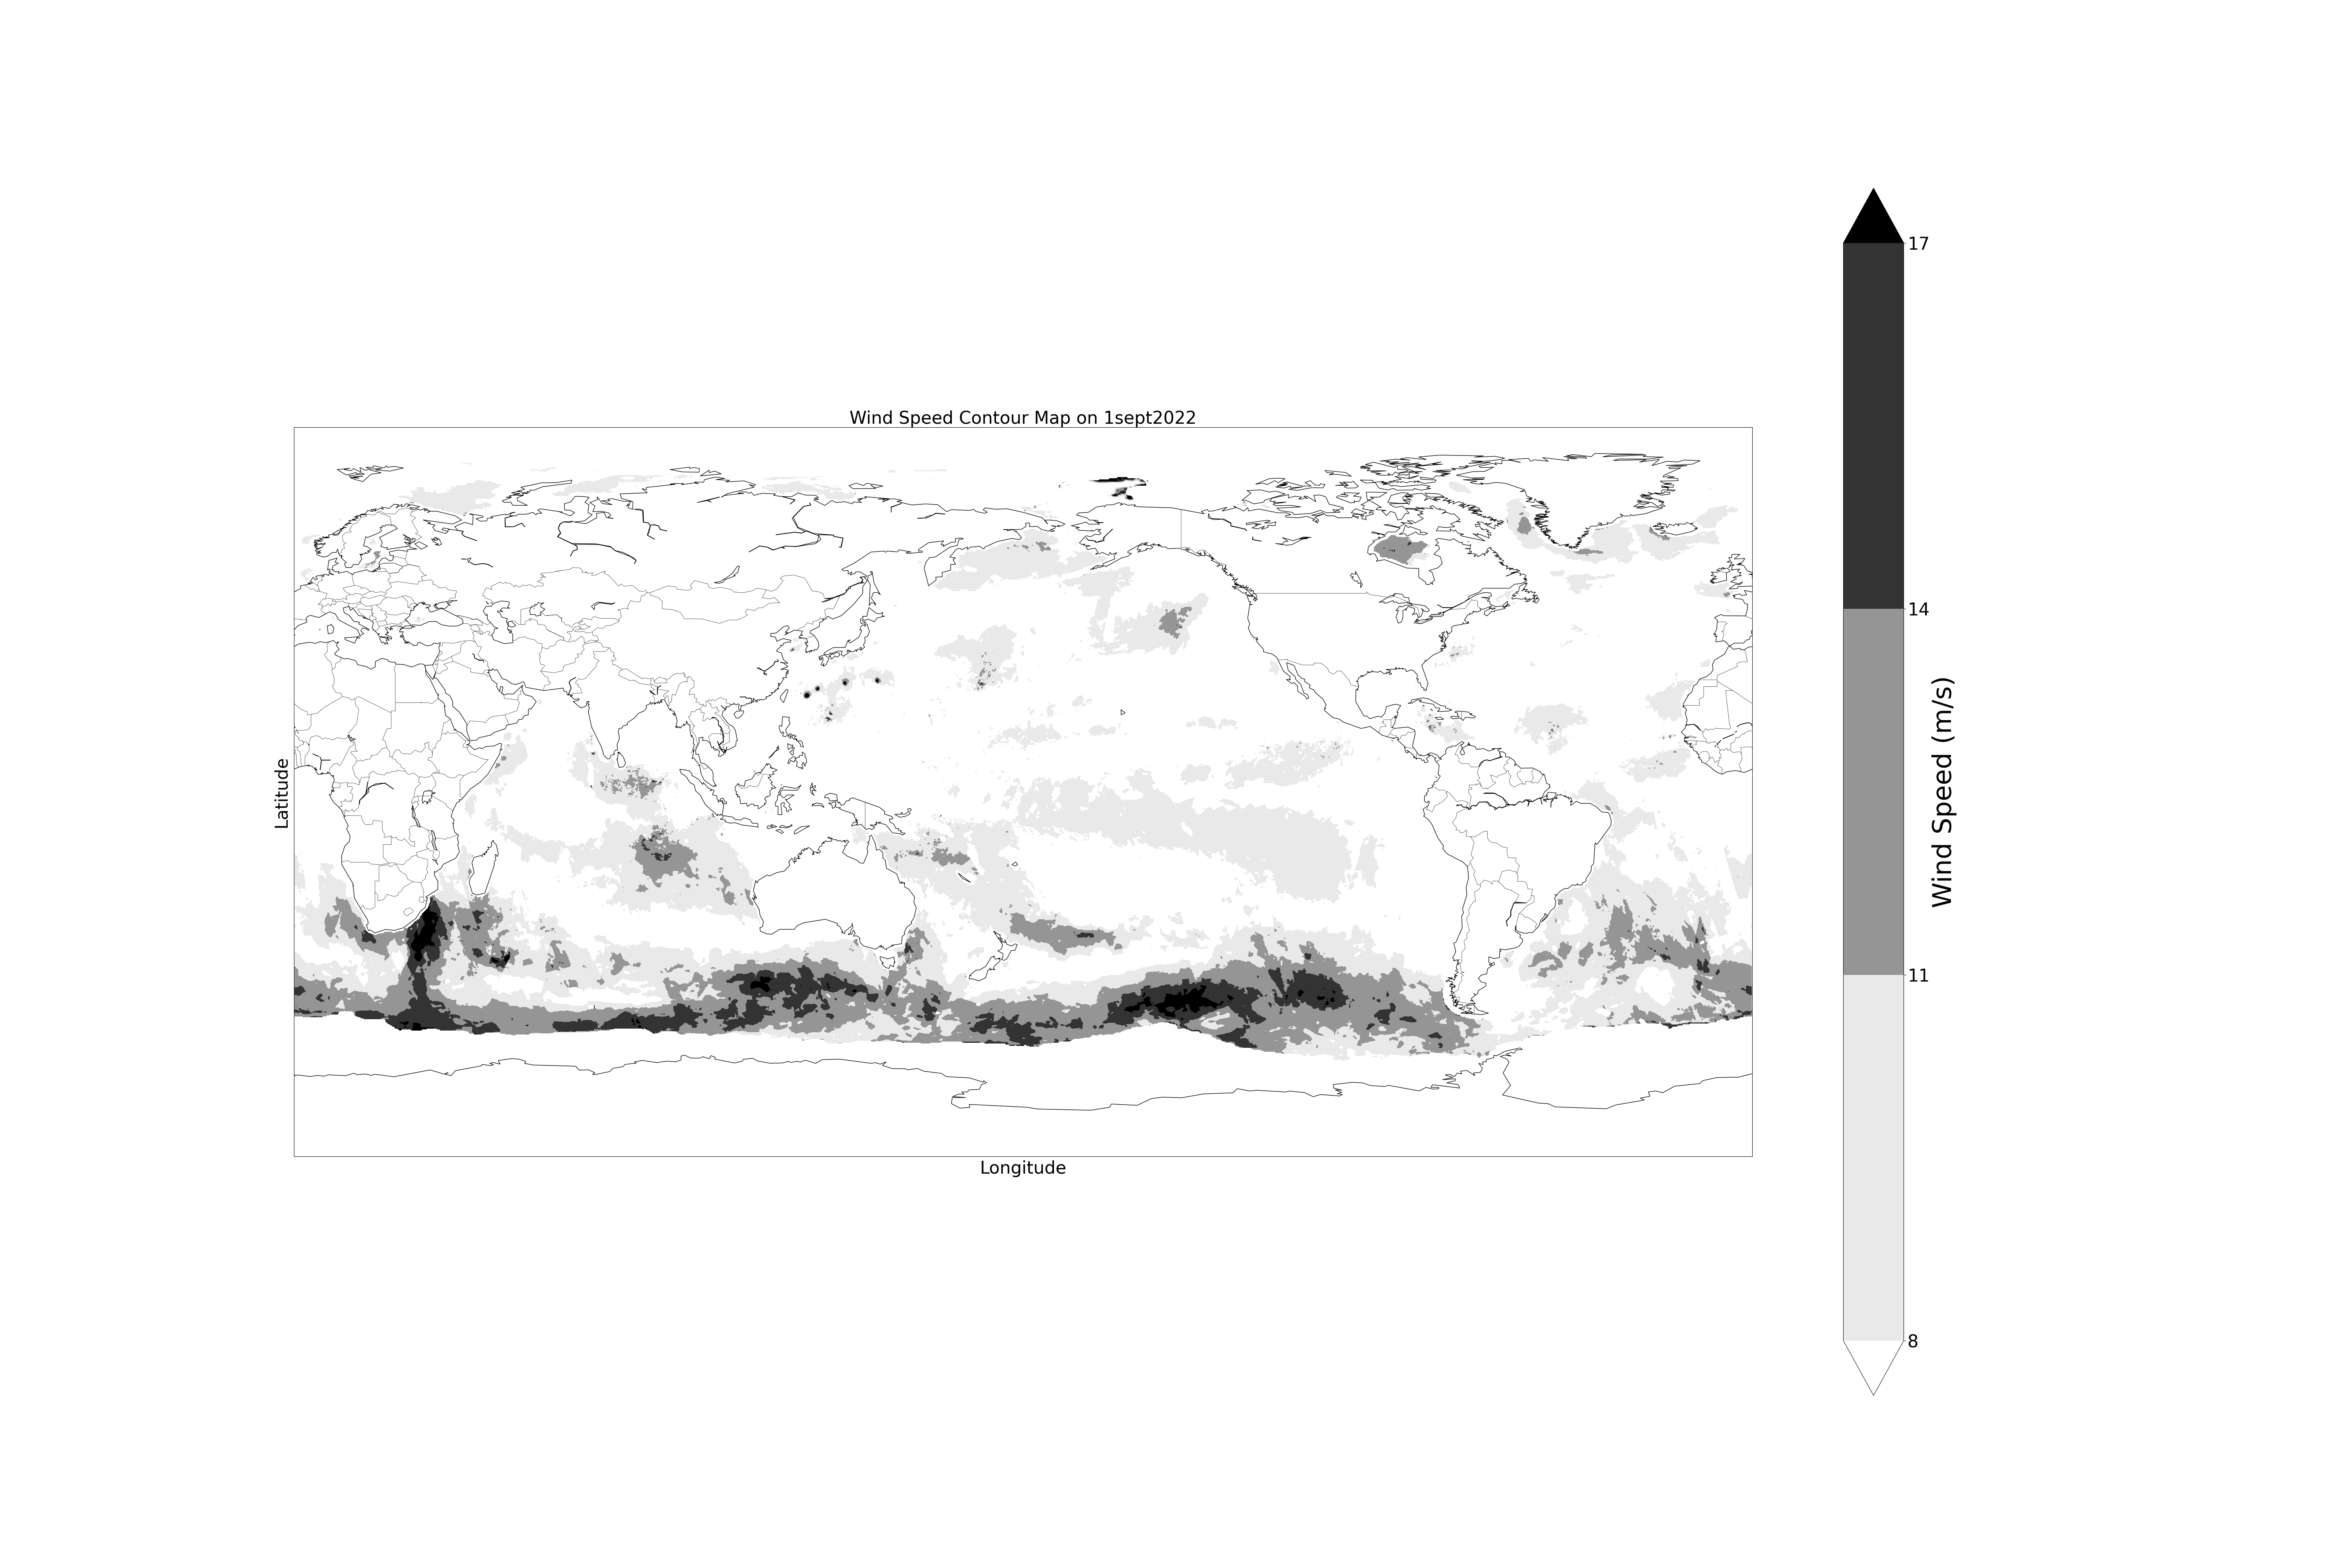 Wind Speed Contour Map on 1sept2022
Latitude
Longitude
17
14
11
8
Wind Speed (m/s)